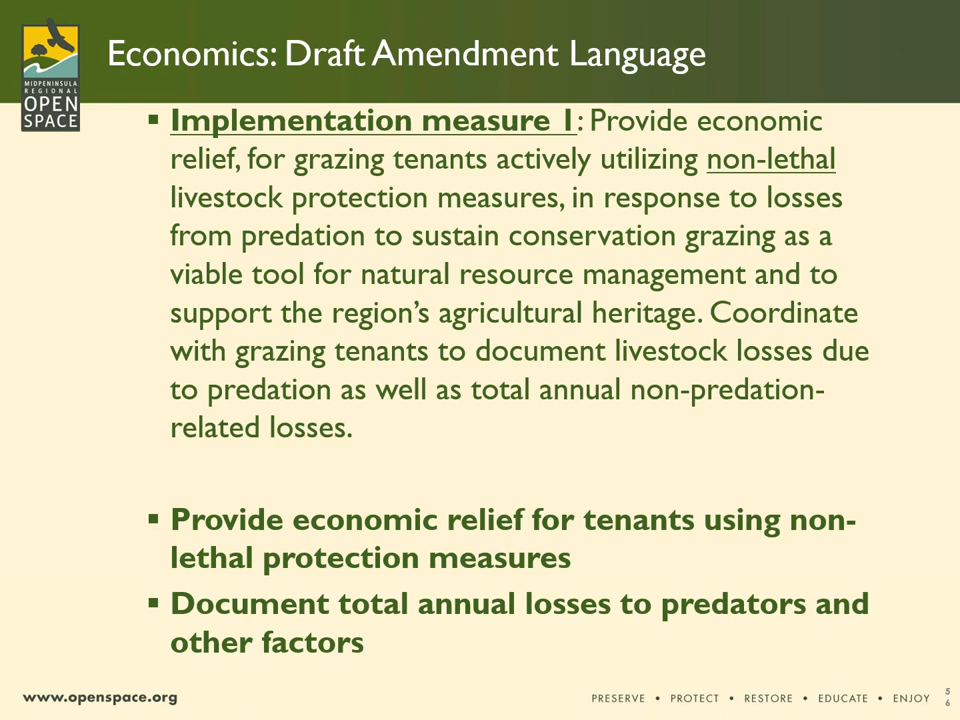 Economics: Draft Amendment Language
MIDPENINSULA
REGIONAL
OPEN
SPACE
▪ Implementation measure 1: Provide economic
relief, for grazing tenants actively utilizing non-lethal
livestock protection measures, in response to losses
from predation to sustain conservation grazing as a
viable tool for natural resource management and to
support the region's agricultural heritage. Coordinate
with grazing tenants to document livestock losses due
to predation as well as total annual non-predation-
related losses.
▪ Provide economic relief for tenants using non-
lethal protection measures
▪ Document total annual losses to predators and
other factors
www.openspace.org
PRESERVE • PROTECT • RESTORE • EDUCATE • ENJOY
5
6